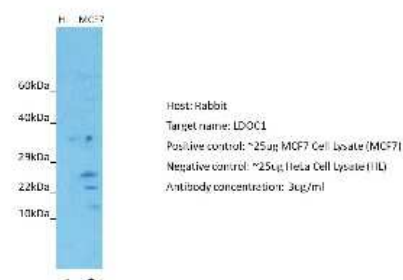 HL MCF7
60kDa
40kDa
29kDa
22kDa
10kDa
Host: Rabbit
Target name: LDOC1
Positive control: ~25ug MCF7 Cell Lysate (MCF7)
Negative control: ~25ug HeLa Cell Lysate (HL)
Antibody concentration: 3ug/ml